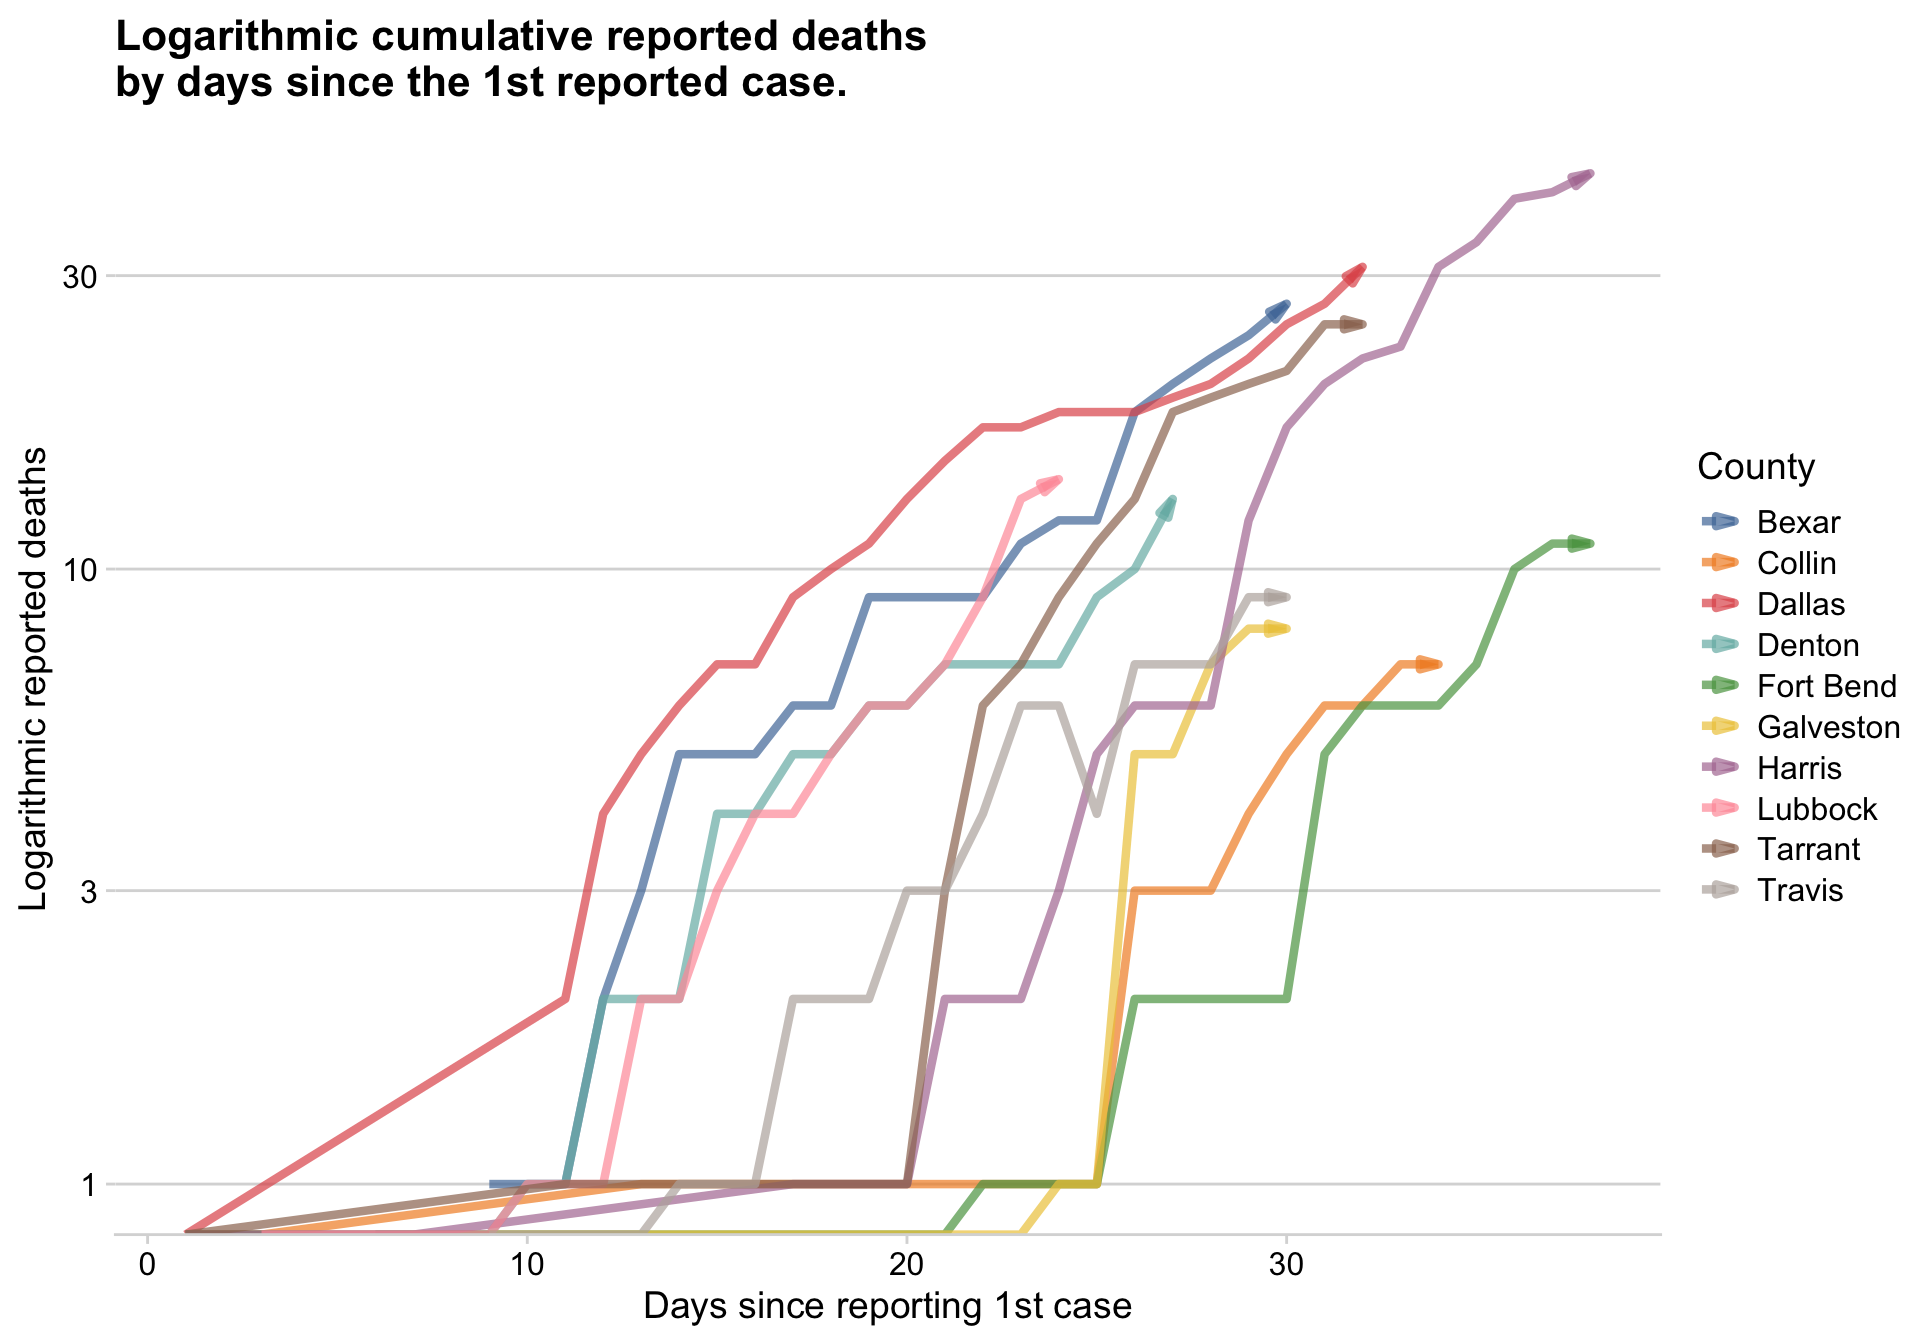 Logarithmic cumulative reported deaths
by days since the 1st reported case.
Logarithmic reported deaths
30
10
3
1
0
10
20
30
Days since reporting 1st case
County
Bexar
Collin
Dallas
Denton
Fort Bend
Galveston
Harris
Lubbock
Tarrant
Travis